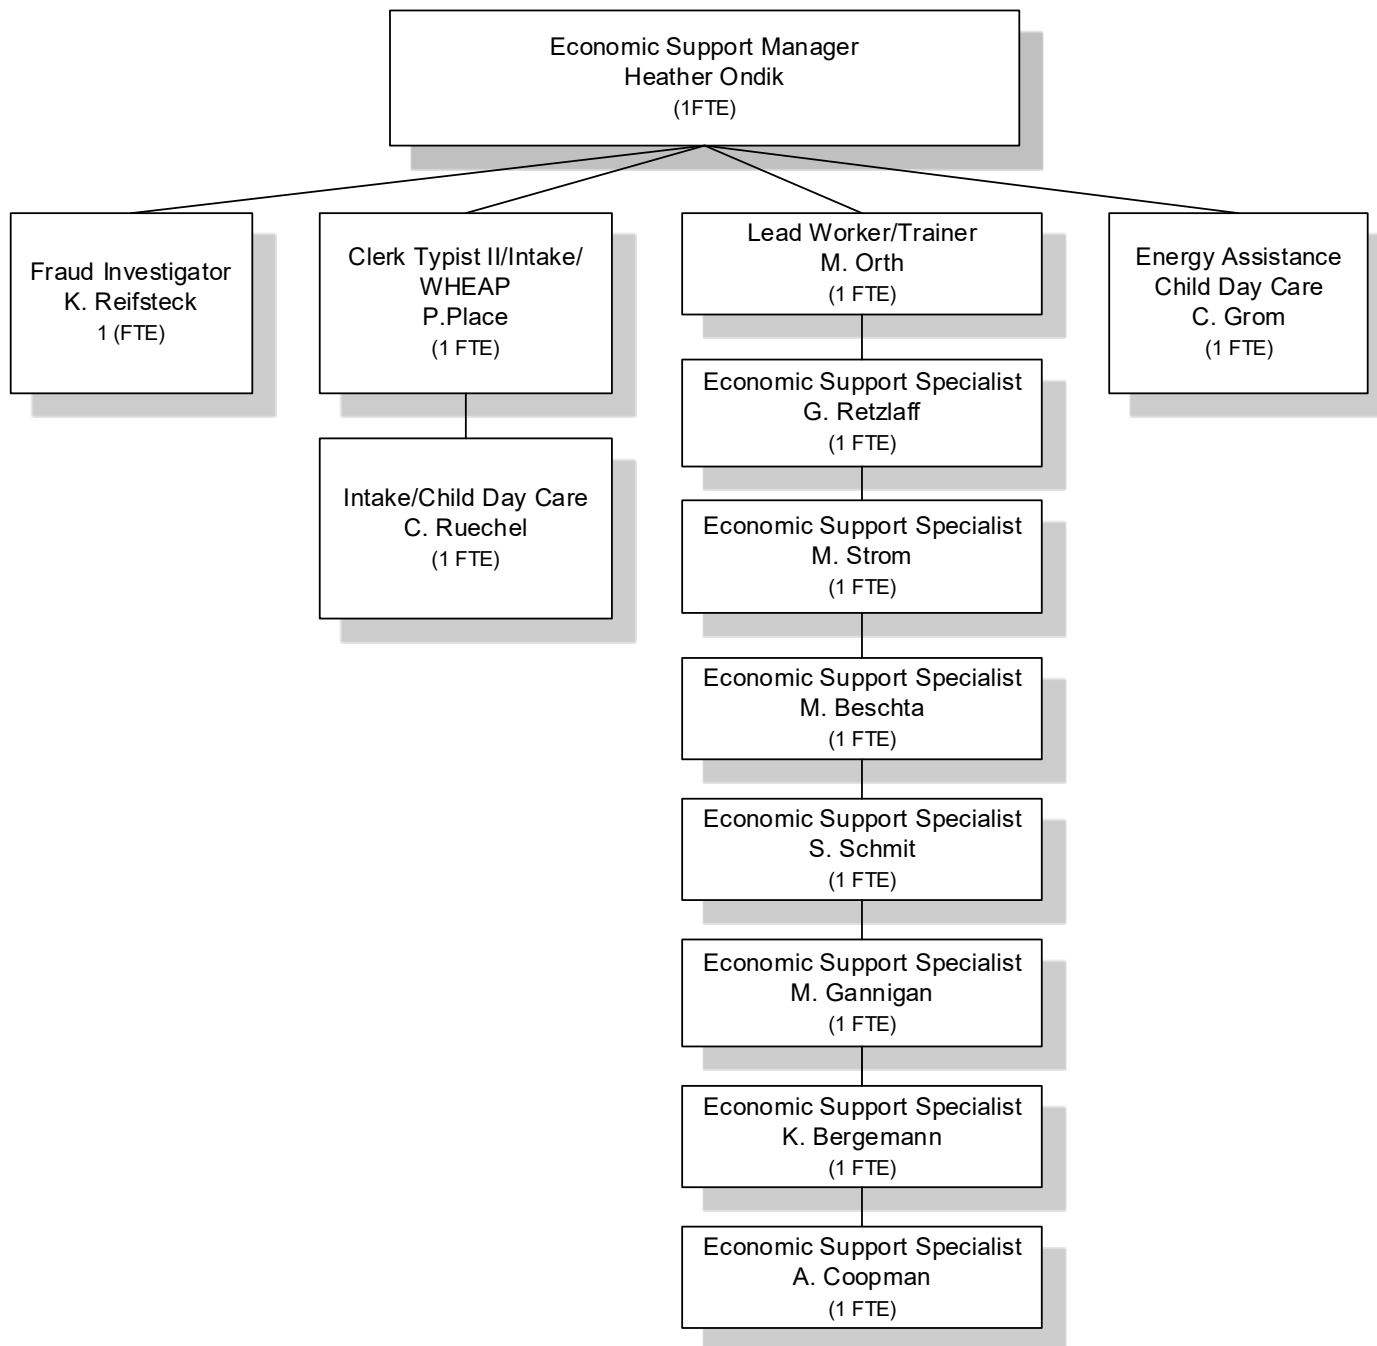 Economic Support Manager
Heather Ondik
(1FTE)
Fraud Investigator
K. Reifsteck
1 (FTE)
Clerk Typist II/Intake/
WHEAP
P.Place
(1 FTE)
Intake/Child Day Care
C. Ruechel
(1 FTE)
Lead Worker/Trainer
M. Orth
(1 FTE)
Economic Support Specialist
G. Retzlaff
(1 FTE)
Economic Support Specialist
M. Strom
(1 FTE)
Economic Support Specialist
M. Beschta
(1 FTE)
Economic Support Specialist
S. Schmit
(1 FTE)
Economic Support Specialist
M. Gannigan
(1 FTE)
Economic Support Specialist
K. Bergemann
(1 FTE)
Economic Support Specialist
A. Coopman
(1 FTE)
Energy Assistance
Child Day Care
C. Grom
(1 FTE)